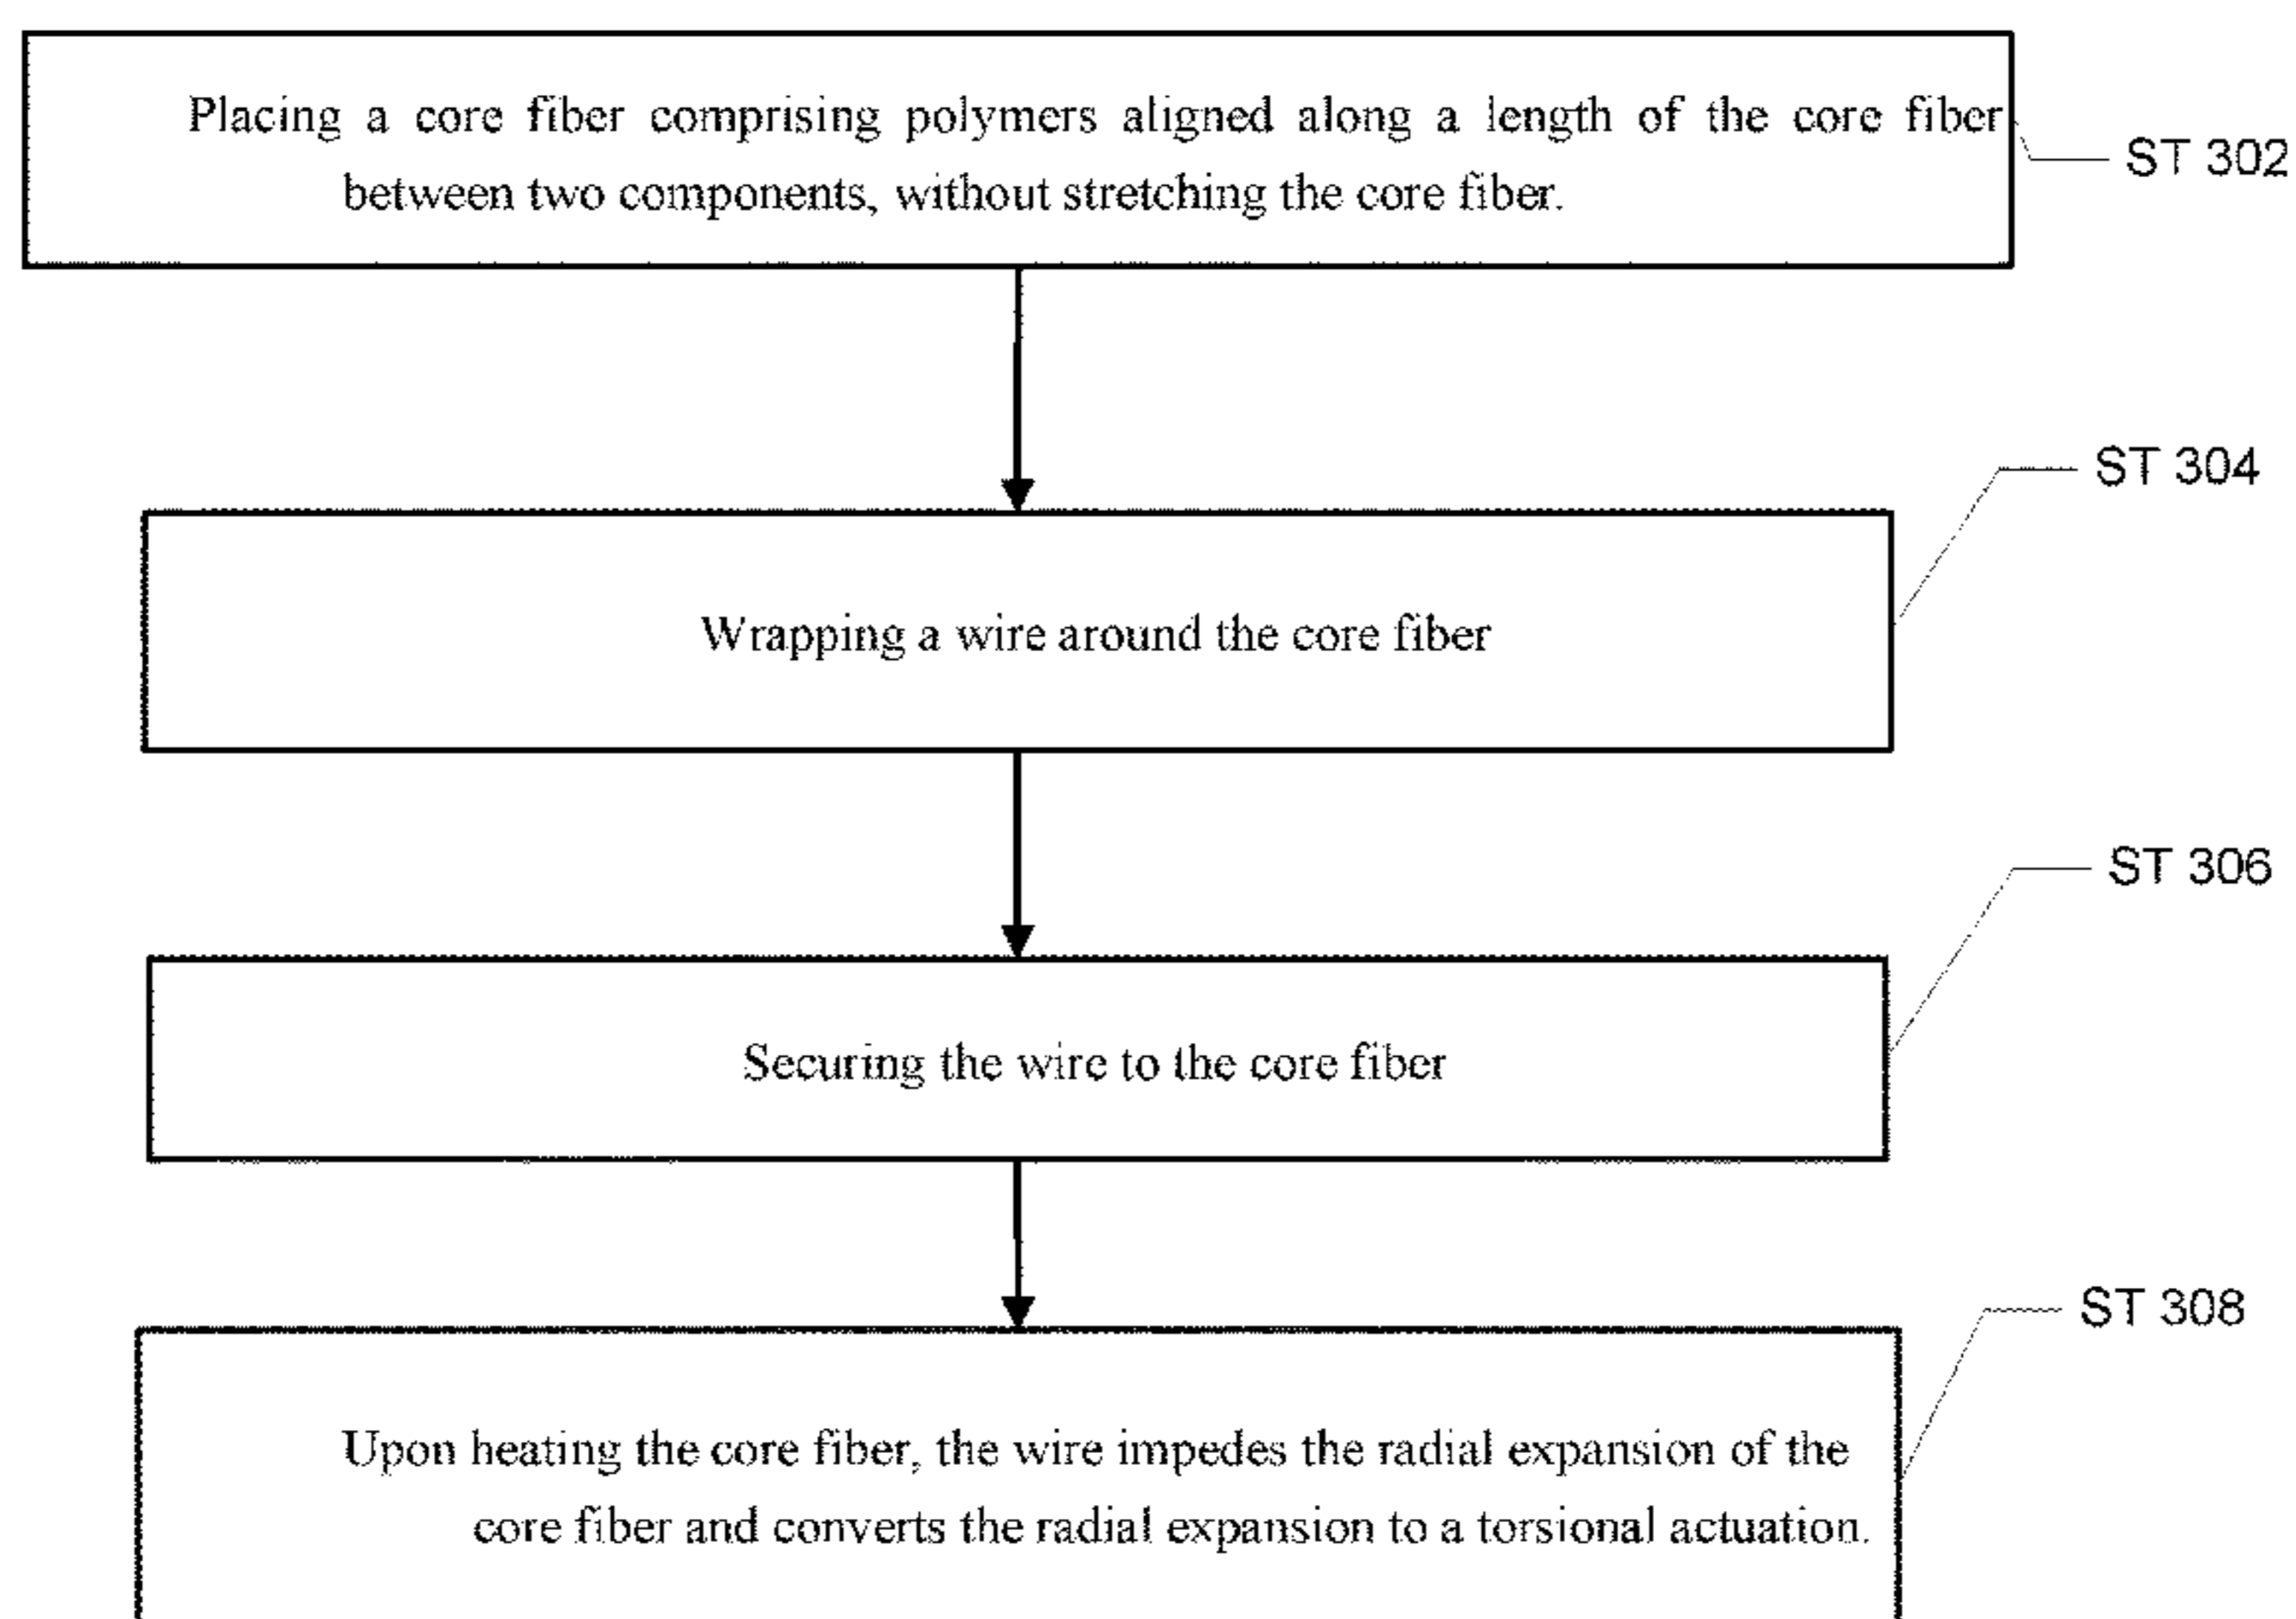 Placing a core fiber comprising polymers aligned along a length of the core fiber
between two components, without stretching the core fiber.
ST 302
ST 304
Wrapping a wire around the core fiber
ST 306
Securing the wire to the core fiber
ST 308
Upon heating the core fiber, the wire impedes the radial expansion of the
core fiber and converts the radial expansion to a torsional actuation.